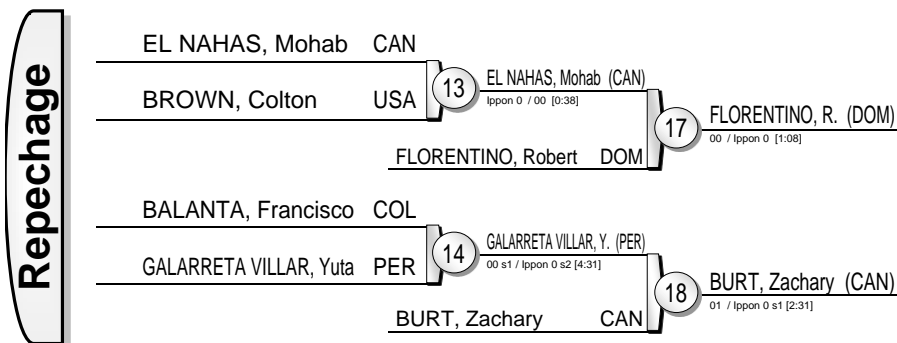 Repechage
EL NAHAS, Mohab CAN
BROWN, Colton USA
13
EL NAHAS, Mohab (CAN)
Ippon 0 / 00 [0:38]
FLORENTINO, Robert DOM
17
FLORENTINO, R. (DOM)
00 / Ippon 0 [1:08]
BALANTA, Francisco COL
GALARRETA VILLAR, Yuta PER
14
GALARRETA VILLAR, Y. (PER)
00 s1 / Ippon 0 s2 [4:31]
BURT, Zachary CAN
18
BURT, Zachary (CAN)
01 / Ippon 0 s1 [2:31]